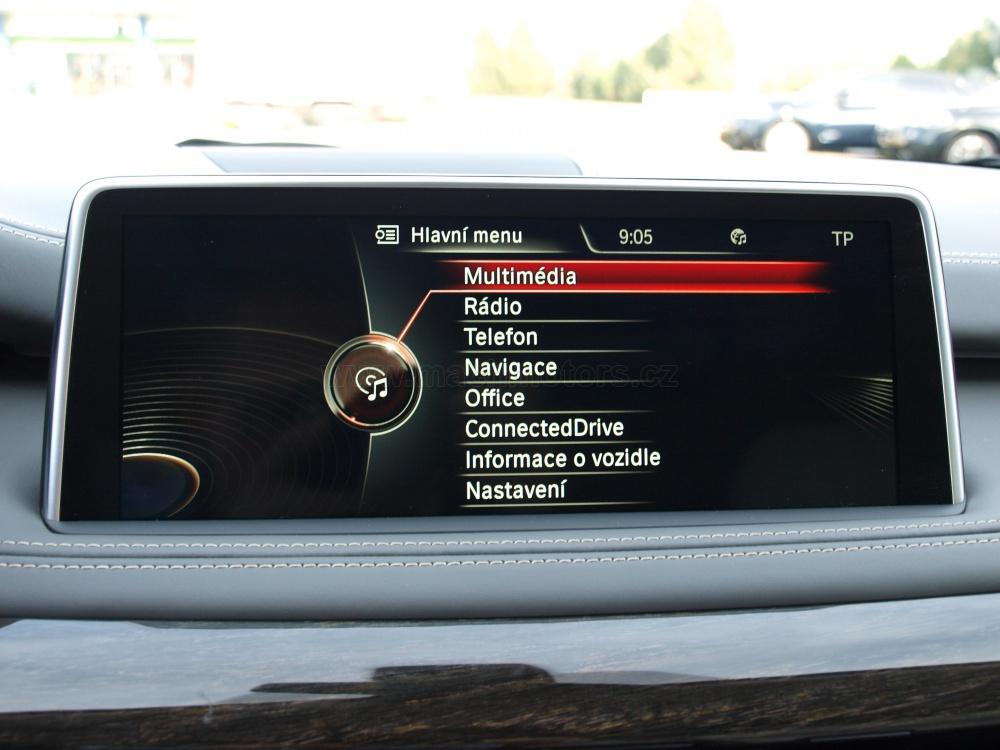 Hlavní menu 9:05 TP
Multimédia
Rádio
Telefon
Navigace
Office
ConnectedDrive
Informace o vozidle
Nastavení